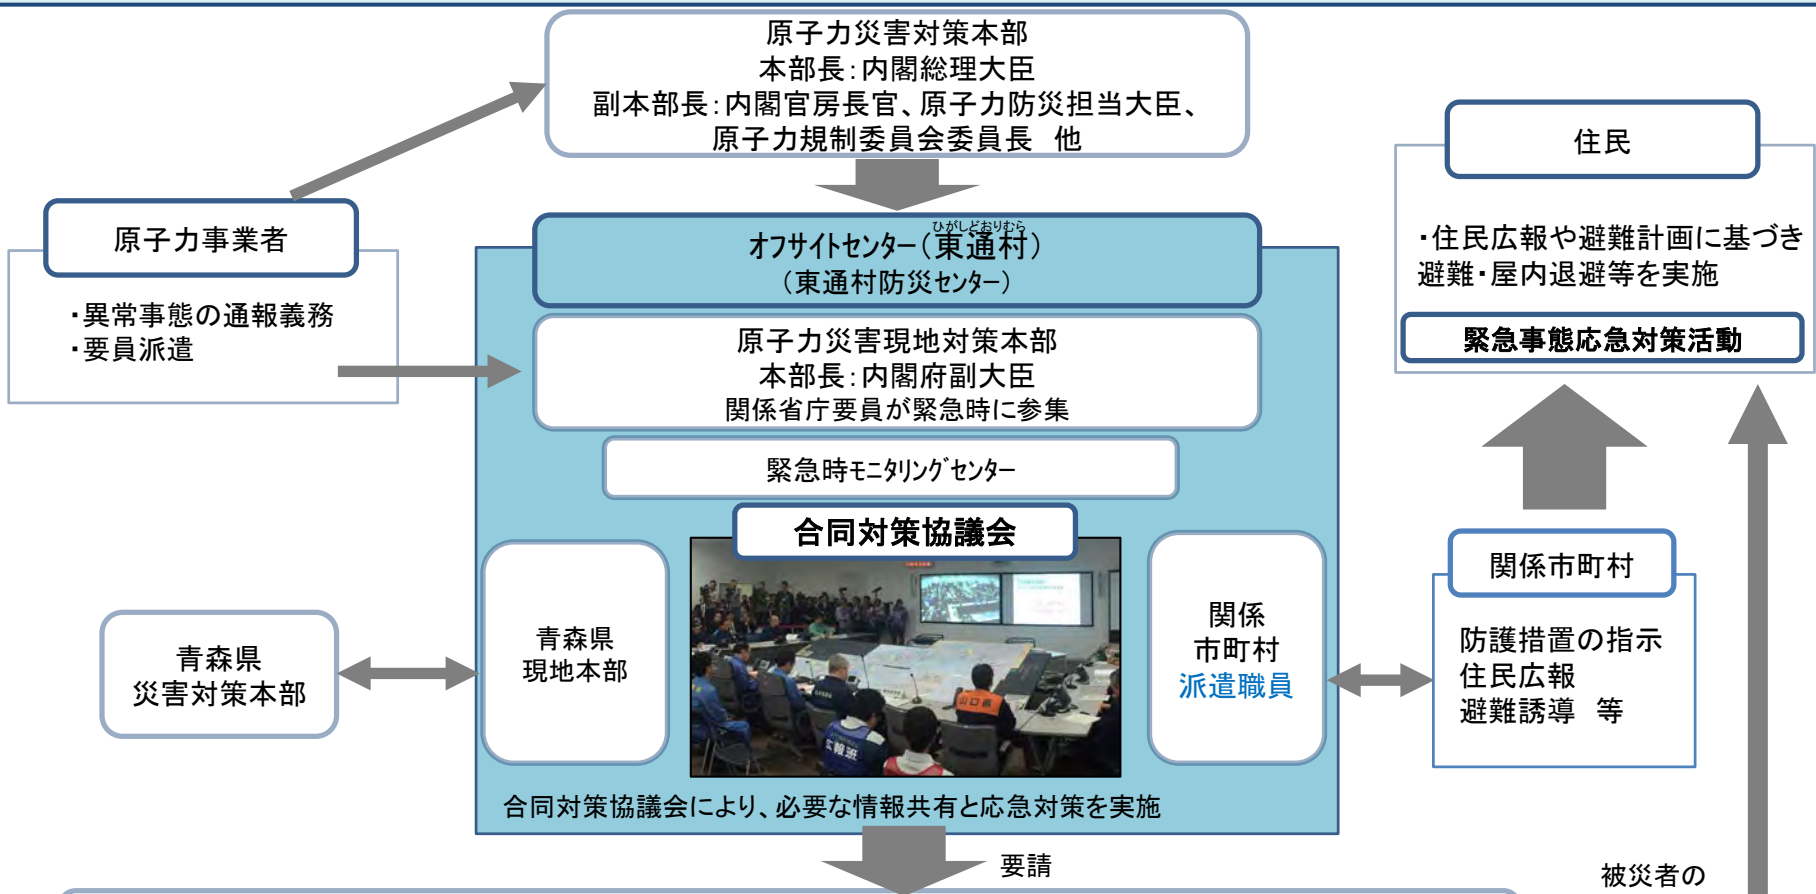 原子力災害対策本部
本部長:内閣総理大臣
副本部長:内閣官房長官、原子力防災担当大臣、
原子力規制委員会委員長 他
原子力事業者
・異常事態の通報義務
・要員派遣
ひがしどおりむら
オフサイトセンター(東通村)
(東通村防災センター)
原子力災害現地対策本部
本部長:内閣府副大臣
関係省庁要員が緊急時に参集
緊急時モニタリングセンター
合同対策協議会
青森県
災害対策本部
青森県
現地本部
広報班
山口県
関係
市町村
派遣職員
合同対策協議会により、必要な情報共有と応急対策を実施
要請
住民
・住民広報や避難計画に基づき
避難・屋内退避等を実施
緊急事態応急対策活動
関係市町村
防護措置の指示
住民広報
避難誘導 等
被災者の